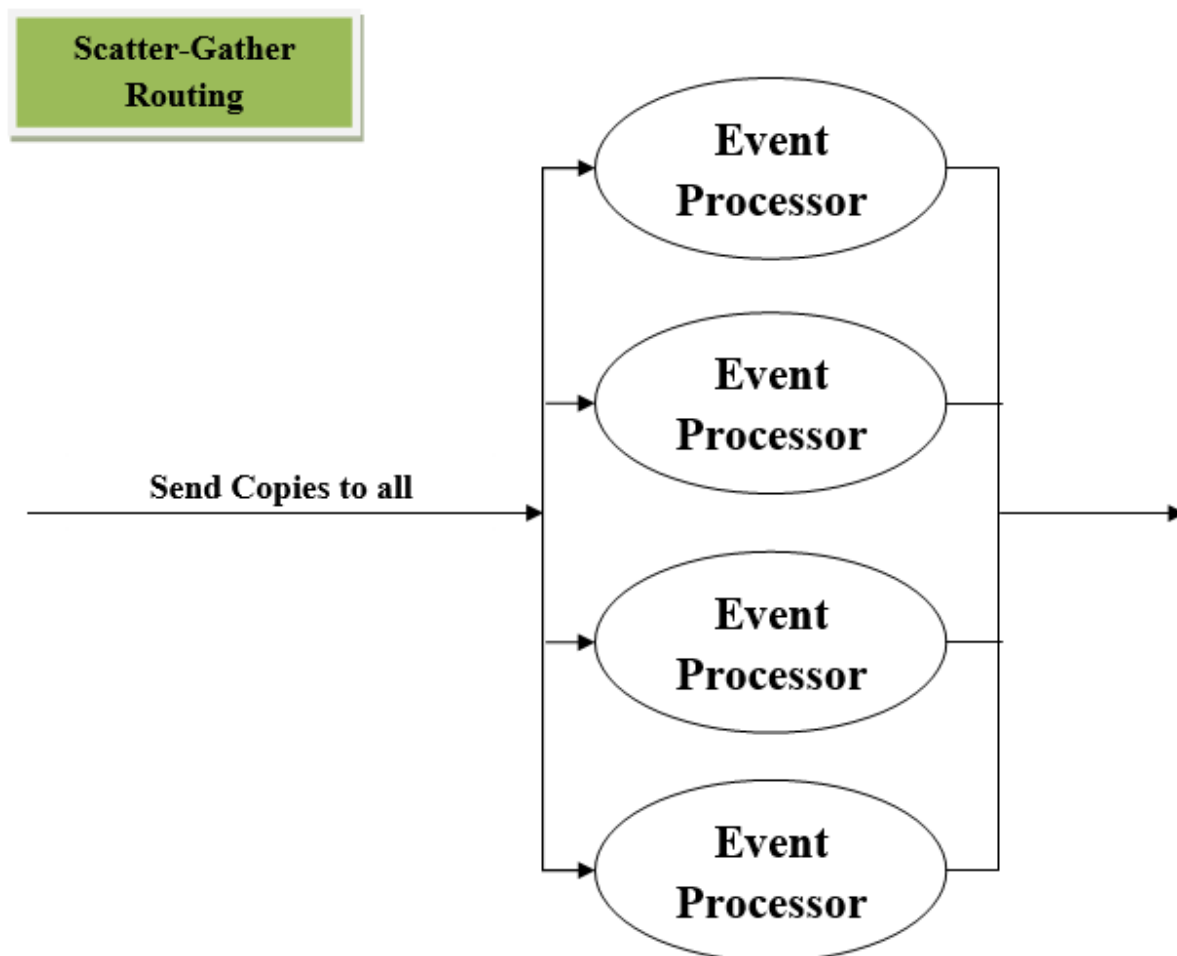 Scatter-Gather
Routing
Event
Processor
Event
Processor
Send Copies to all
Event
Processor
Event
Processor